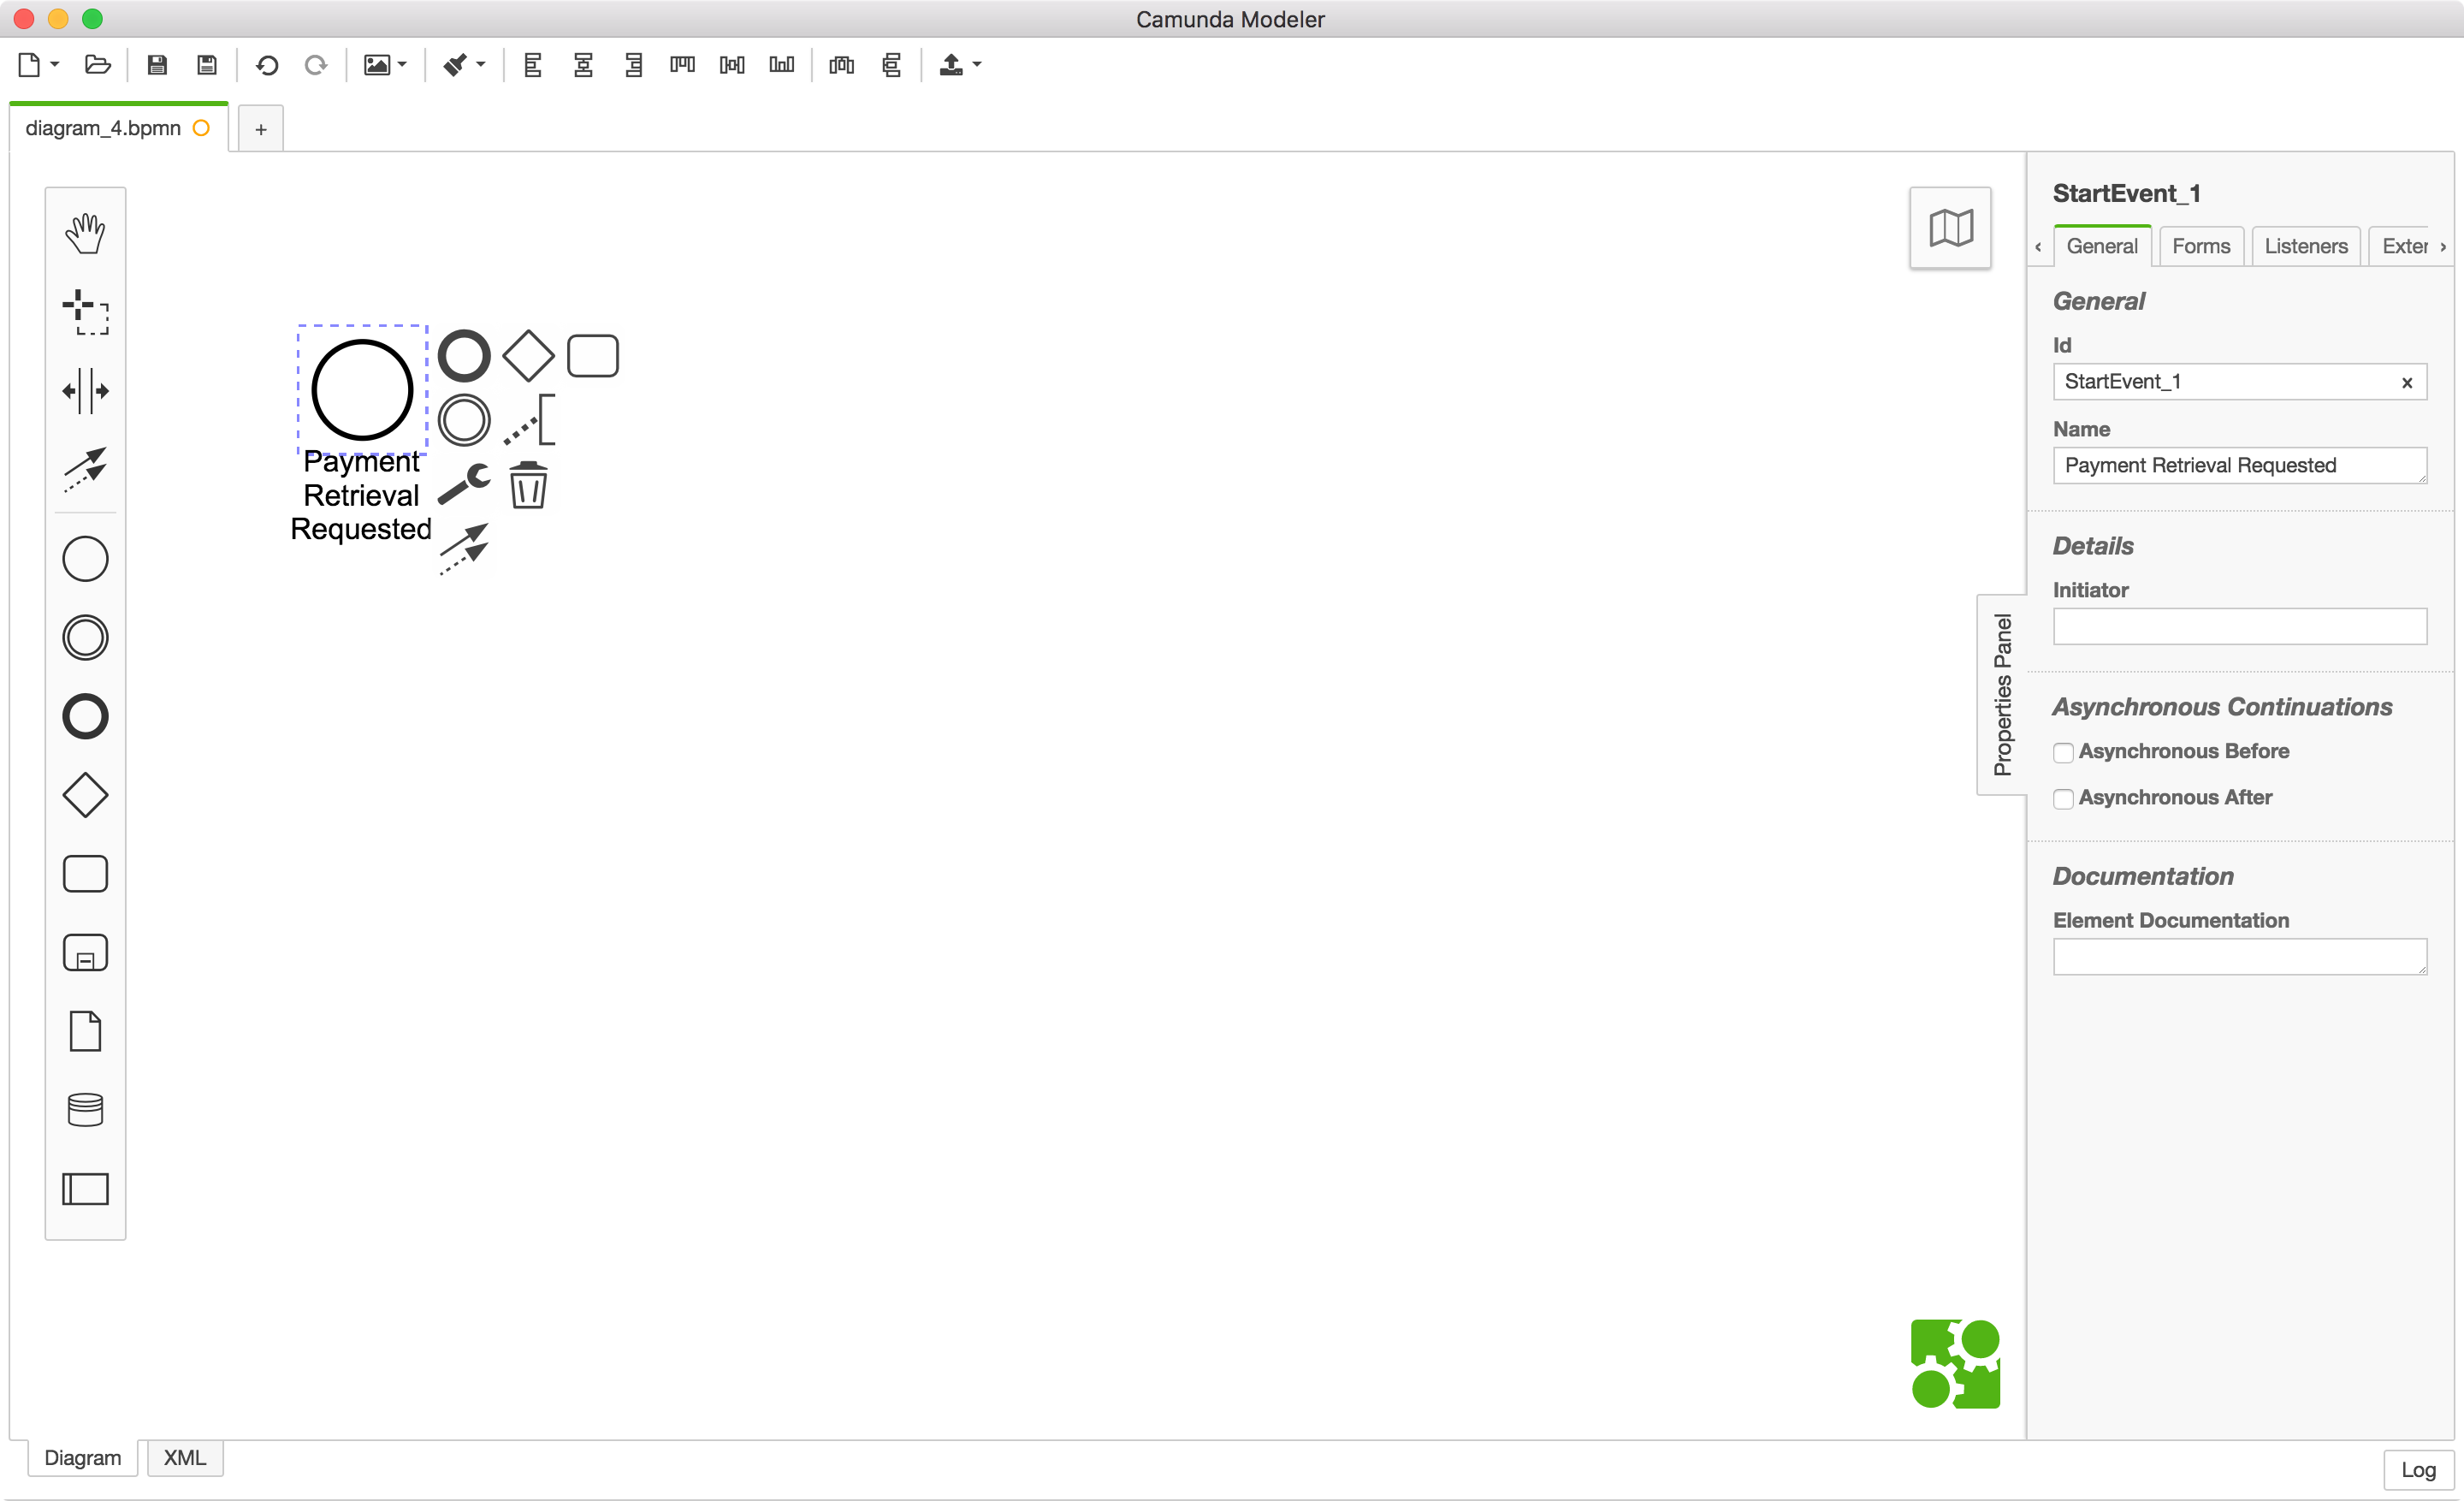 Camunda Modeler
diagram_4.bpmn
+
StartEvent_1
General
Forms
Listeners
Exter
General
Id
StartEvent_1
Name
Payment Retrieval Requested
Details
Initiator
Asynchronous Continuations
Asynchronous Before
Asynchronous After
Documentation
Element Documentation
Properties Panel
Payment
Retrieval
Requested
Diagram
XML
Log